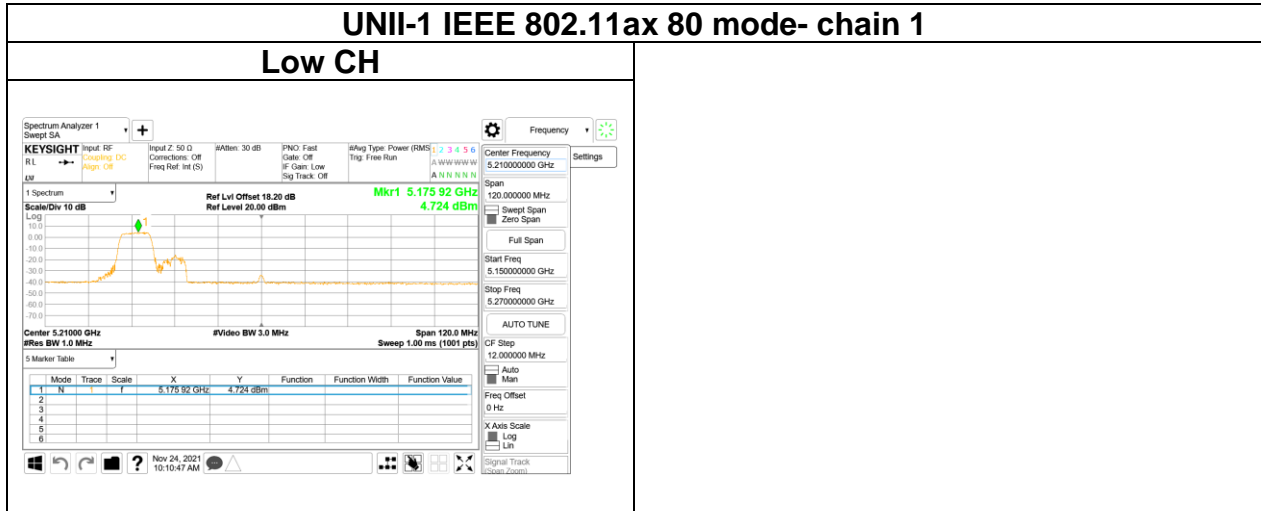 UNII-1 IEEE 802.11ax 80 mode- chain 1
Low CH
Spectrum Analyzer 1
Swept SA
+
Frequency
Settings
KEYSIGHT Input: RF Input Z: 50 Ω #Atten: 30 dB PNO: Fast #Avg Type: Power (RMS 1 2 3 4 5 6
RL Coupling: DC Corrections: Off Gate: Off Trig: Free Run A W W W W W
Align: Off Freq Ref: Int (S) IF Gain: Low
Sig Track: Off A N N N N N
LXI
1 Spectrum
Scale/Div 10 dB
Ref Lvl Offset 18.20 dB
Ref Level 20.00 dBm
Mkr1 5.175 92 GHz
4.724 dBm
Log
10.0
0.00
-10.0
-20.0
-30.0
-40.0
-50.0
-60.0
-70.0
1
Center 5.21000 GHz #Video BW 3.0 MHz Span 120.0 MHz
#Res BW 1.0 MHz Sweep 1.00 ms (1001 pts)
5 Marker Table
Mode Trace Scale X Y Function Function Width Function Value
1 N 1 f 5.175 92 GHz 4.724 dBm
2
3
4
5
6
Center Frequency
5.210000000 GHz
Span
120.000000 MHz
Swept Span
Zero Span
Full Span
Start Freq
5.150000000 GHz
Stop Freq
5.270000000 GHz
AUTO TUNE
CF Step
12.000000 MHz
Auto
Man
Freq Offset
0 Hz
X Axis Scale
Log
Lin
Signal Track
(Span Zoom)
?
Nov 24, 2021
10:10:47 AM